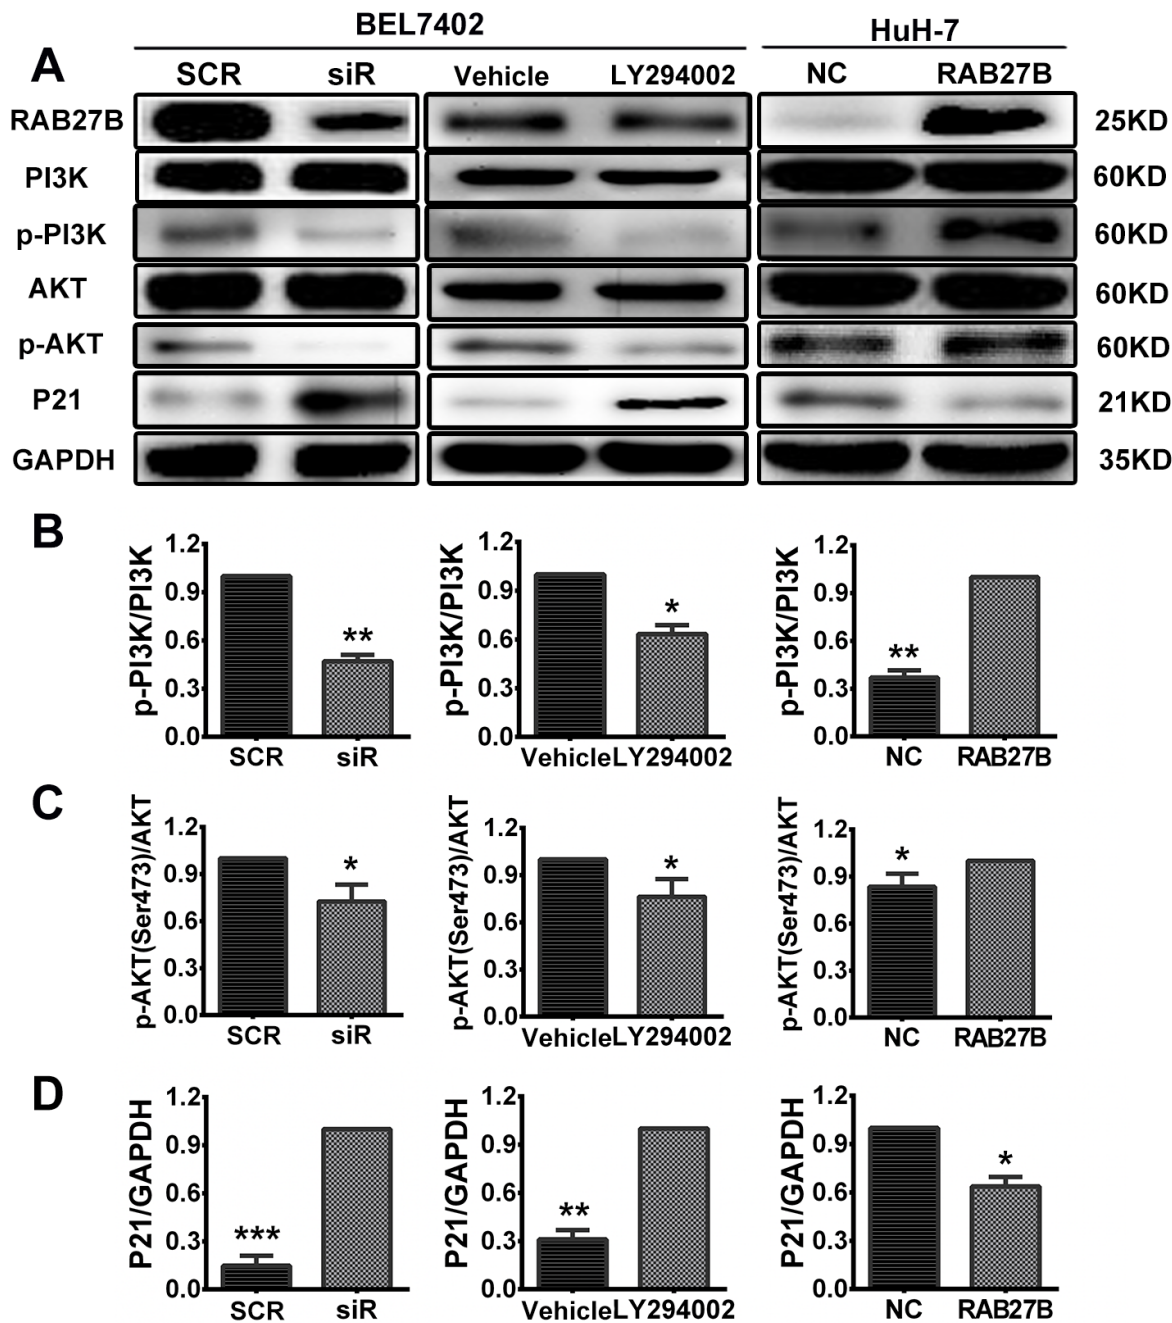 BEL7402 HuH-7
A SCR siR Vehicle LY294002 NC RAB27B
RAB27B 25KD
PI3K 60KD
p-PI3K 60KD
AKT 60KD
p-AKT 60KD
P21 21KD
GAPDH 35KD
B
p-PI3K/PI3K
1.2
0.9
0.6
0.3
0.0
**
SCR siR
p-PI3K/PI3K
1.2
0.9
0.6
0.3
0.0
*
Vehicle LY294002
p-PI3K/PI3K
1.2
0.9
0.6
0.3
0.0
**
NC RAB27B
C
p-AKT(Ser473)/AKT
1.2
0.9
0.6
0.3
0.0
*
SCR siR
p-AKT(Ser473)/AKT
1.2
0.9
0.6
0.3
0.0
*
Vehicle LY294002
p-AKT(Ser473)/AKT
1.2
0.9
0.6
0.3
0.0
*
NC RAB27B
D
P21/GAPDH
1.2
0.9
0.6
0.3
0.0
***
SCR siR
P21/GAPDH
1.2
0.9
0.6
0.3
0.0
**
Vehicle LY294002
P21/GAPDH
1.2
0.9
0.6
0.3
0.0
*
NC RAB27B